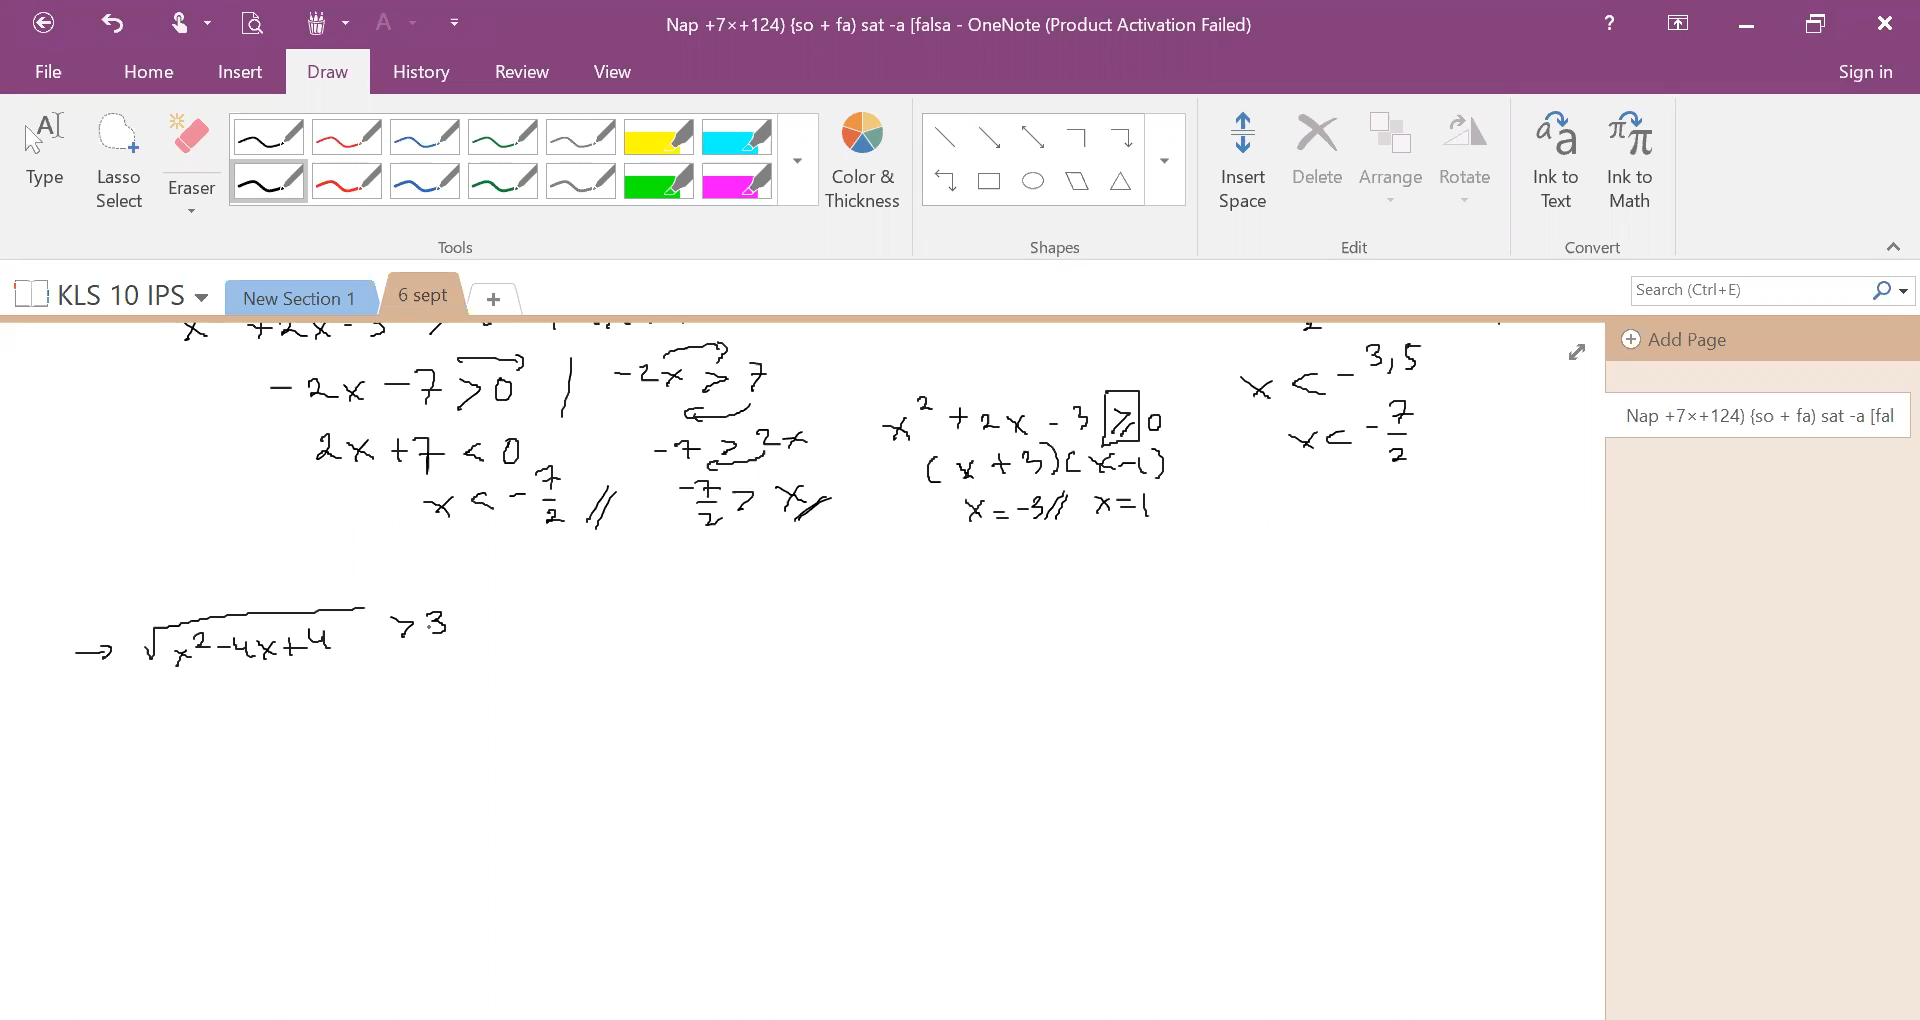 Nap +7×+124) {so + fa) sat -a [falsa - OneNote (Product Activation Failed)
File Home Insert Draw History Review View Sign in
Type
Lasso Select
Eraser
Color & Thickness
Insert Space
Delete
Arrange
Rotate
Ink to Text
Ink to Math
Tools Shapes Edit Convert
KLS 10 IPS New Section 1 6 sept
Search (Ctrl+E)
Add Page
Nap +7×+124) {so + fa) sat -a [fal
-2x -7 >0 | -2x > 7
2x +7 < 0
x < -7/2 //
-7 > 2x
-7/2 > x //
x² + 2x - 3 ≥ 0
(x+3)(x-1)
x = -3 // x = 1
x < -3,5
x < -7/2
→ √x²-4x+4 > 3